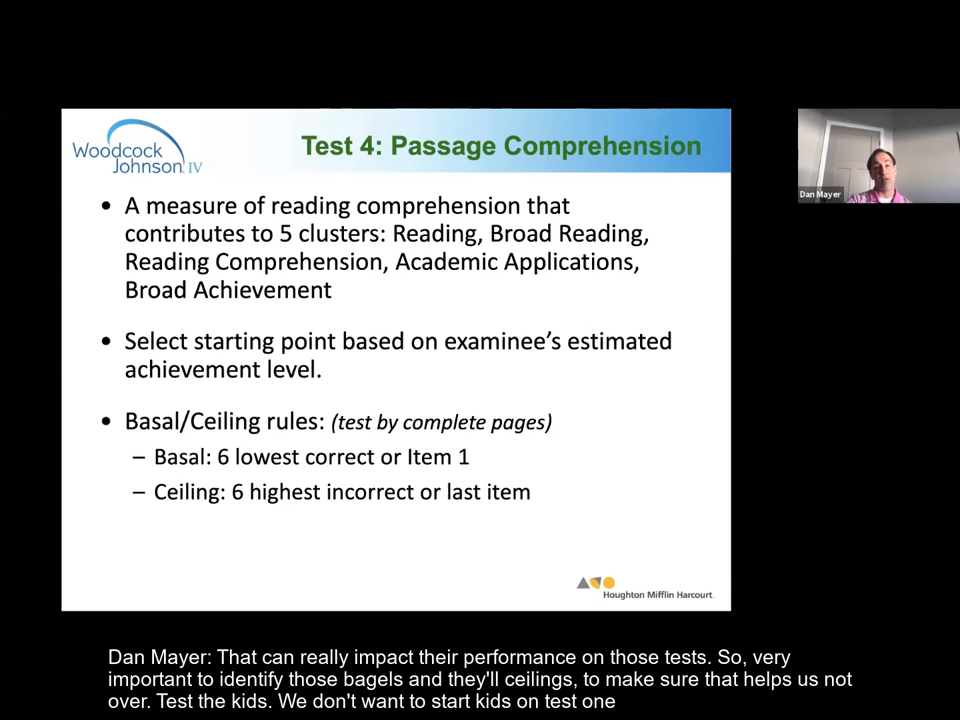 Woodcock
Johnson IV
Test 4: Passage Comprehension
• A measure of reading comprehension that
contributes to 5 clusters: Reading, Broad Reading,
Reading Comprehension, Academic Applications,
Broad Achievement
• Select starting point based on examinee’s estimated
achievement level.
• Basal/Ceiling rules: (test by complete pages)
– Basal: 6 lowest correct or Item 1
– Ceiling: 6 highest incorrect or last item
Houghton Mifflin Harcourt
Dan Mayer
Dan Mayer: That can really impact their performance on those tests. So, very
important to identify those bagels and they'll ceilings, to make sure that helps us not
over. Test the kids. We don't want to start kids on test one